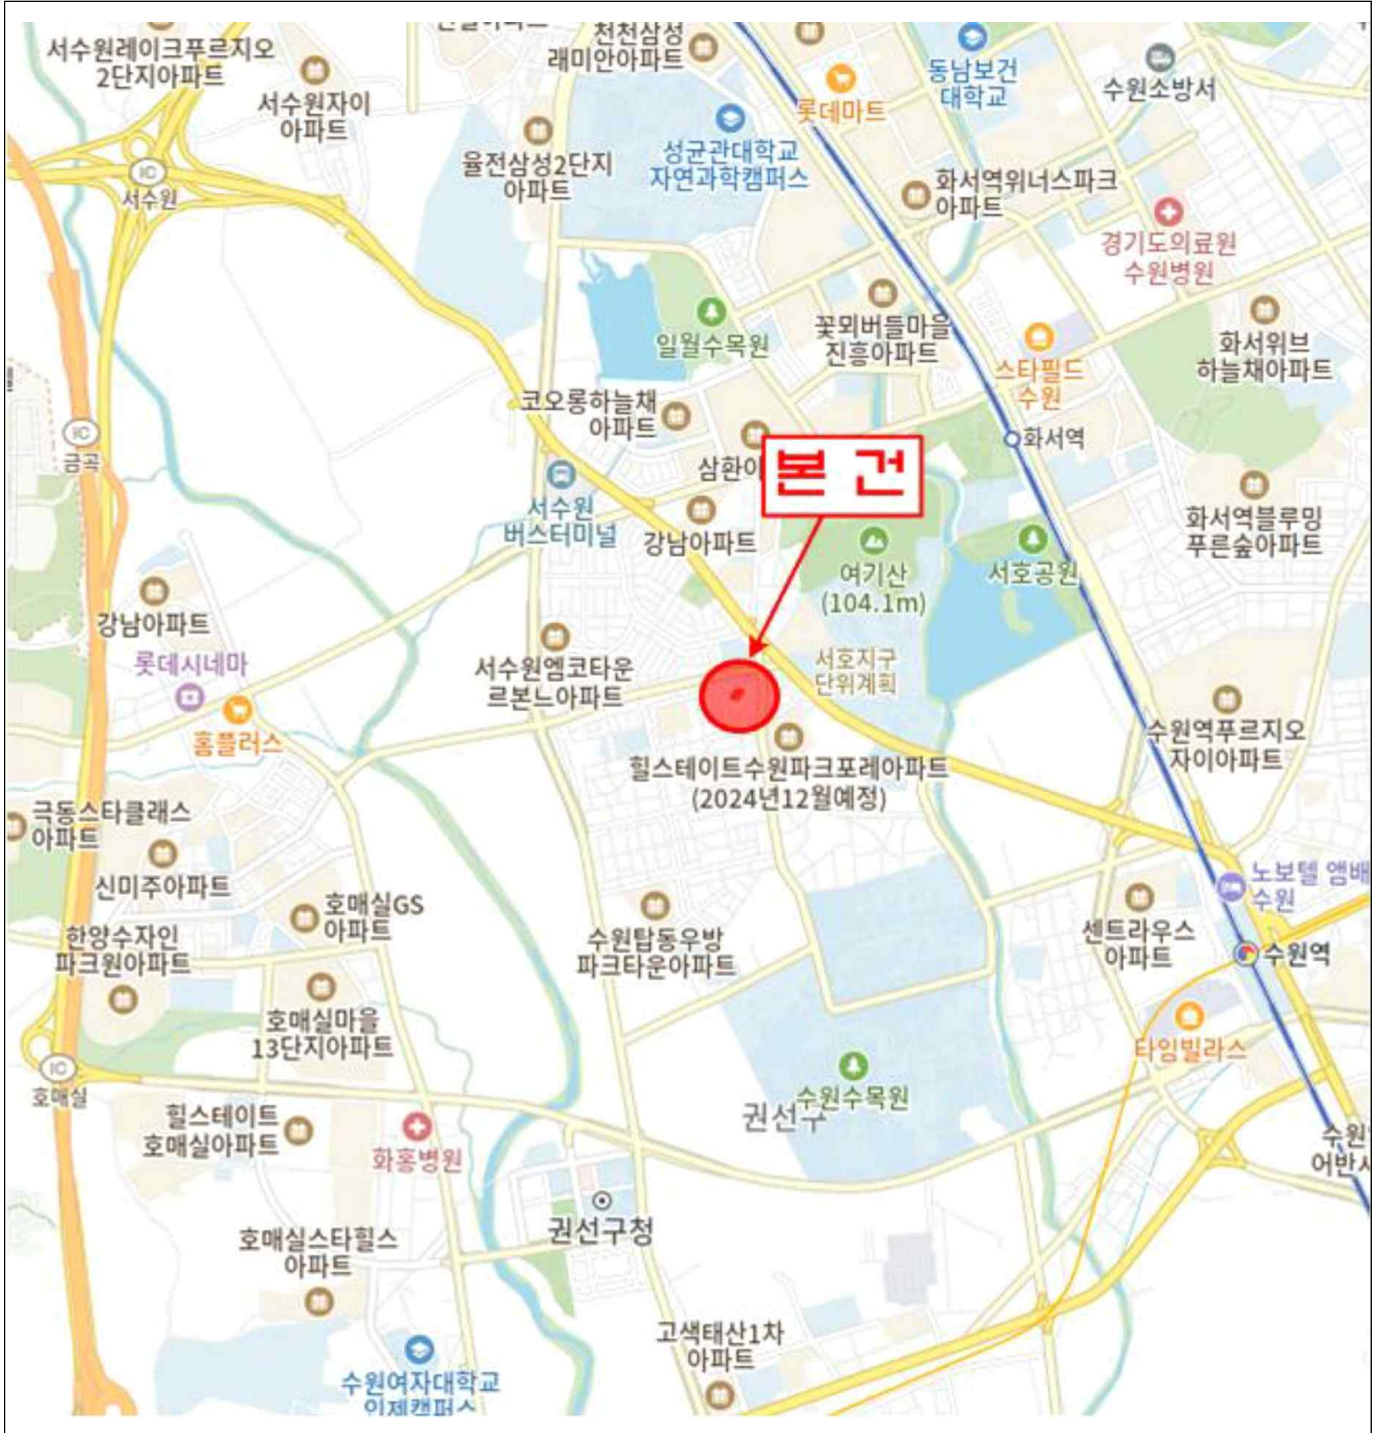 천천삼성
래미안아파트
서수원레이크푸르지오
2단지아파트
서수원자이
아파트
롯데마트
동남보건
대학교
수원소방서
율전삼성2단지
아파트
성균관대학교
자연과학캠퍼스
화서역위너스파크
아파트
IC
서수원
경기도의료원
수원병원
일월수목원
꽃뫼버들마을
진흥아파트
스타필드
수원
화서위브
하늘채아파트
코오롱하늘채
아파트
화서역
IC
금곡
삼환아
본 건
서수원
버스터미널
강남아파트
여기산
(104.1m)
서호공원
화서역블루밍
푸른숲아파트
강남아파트
롯데시네마
홈플러스
서수원엠코타운
르본느아파트
서호지구
단위계획
수원역푸르지오
자이아파트
힐스테이트수원파크포레아파트
(2024년12월예정)
극동스타클래스
아파트
신미주아파트
호매실GS
아파트
한양수자인
파크원아파트
수원탑동우방
파크타운아파트
센트라우스
아파트
노보텔 앰배
수원
수원역
호매실마을
13단지아파트
타임빌라스
IC
호매실
수원수목원
권선구
힐스테이트
호매실아파트
화홍병원
수원
어반
권선구청
호매실스타힐스
아파트
고색태산1차
아파트
수원여자대학교
인제캠퍼스